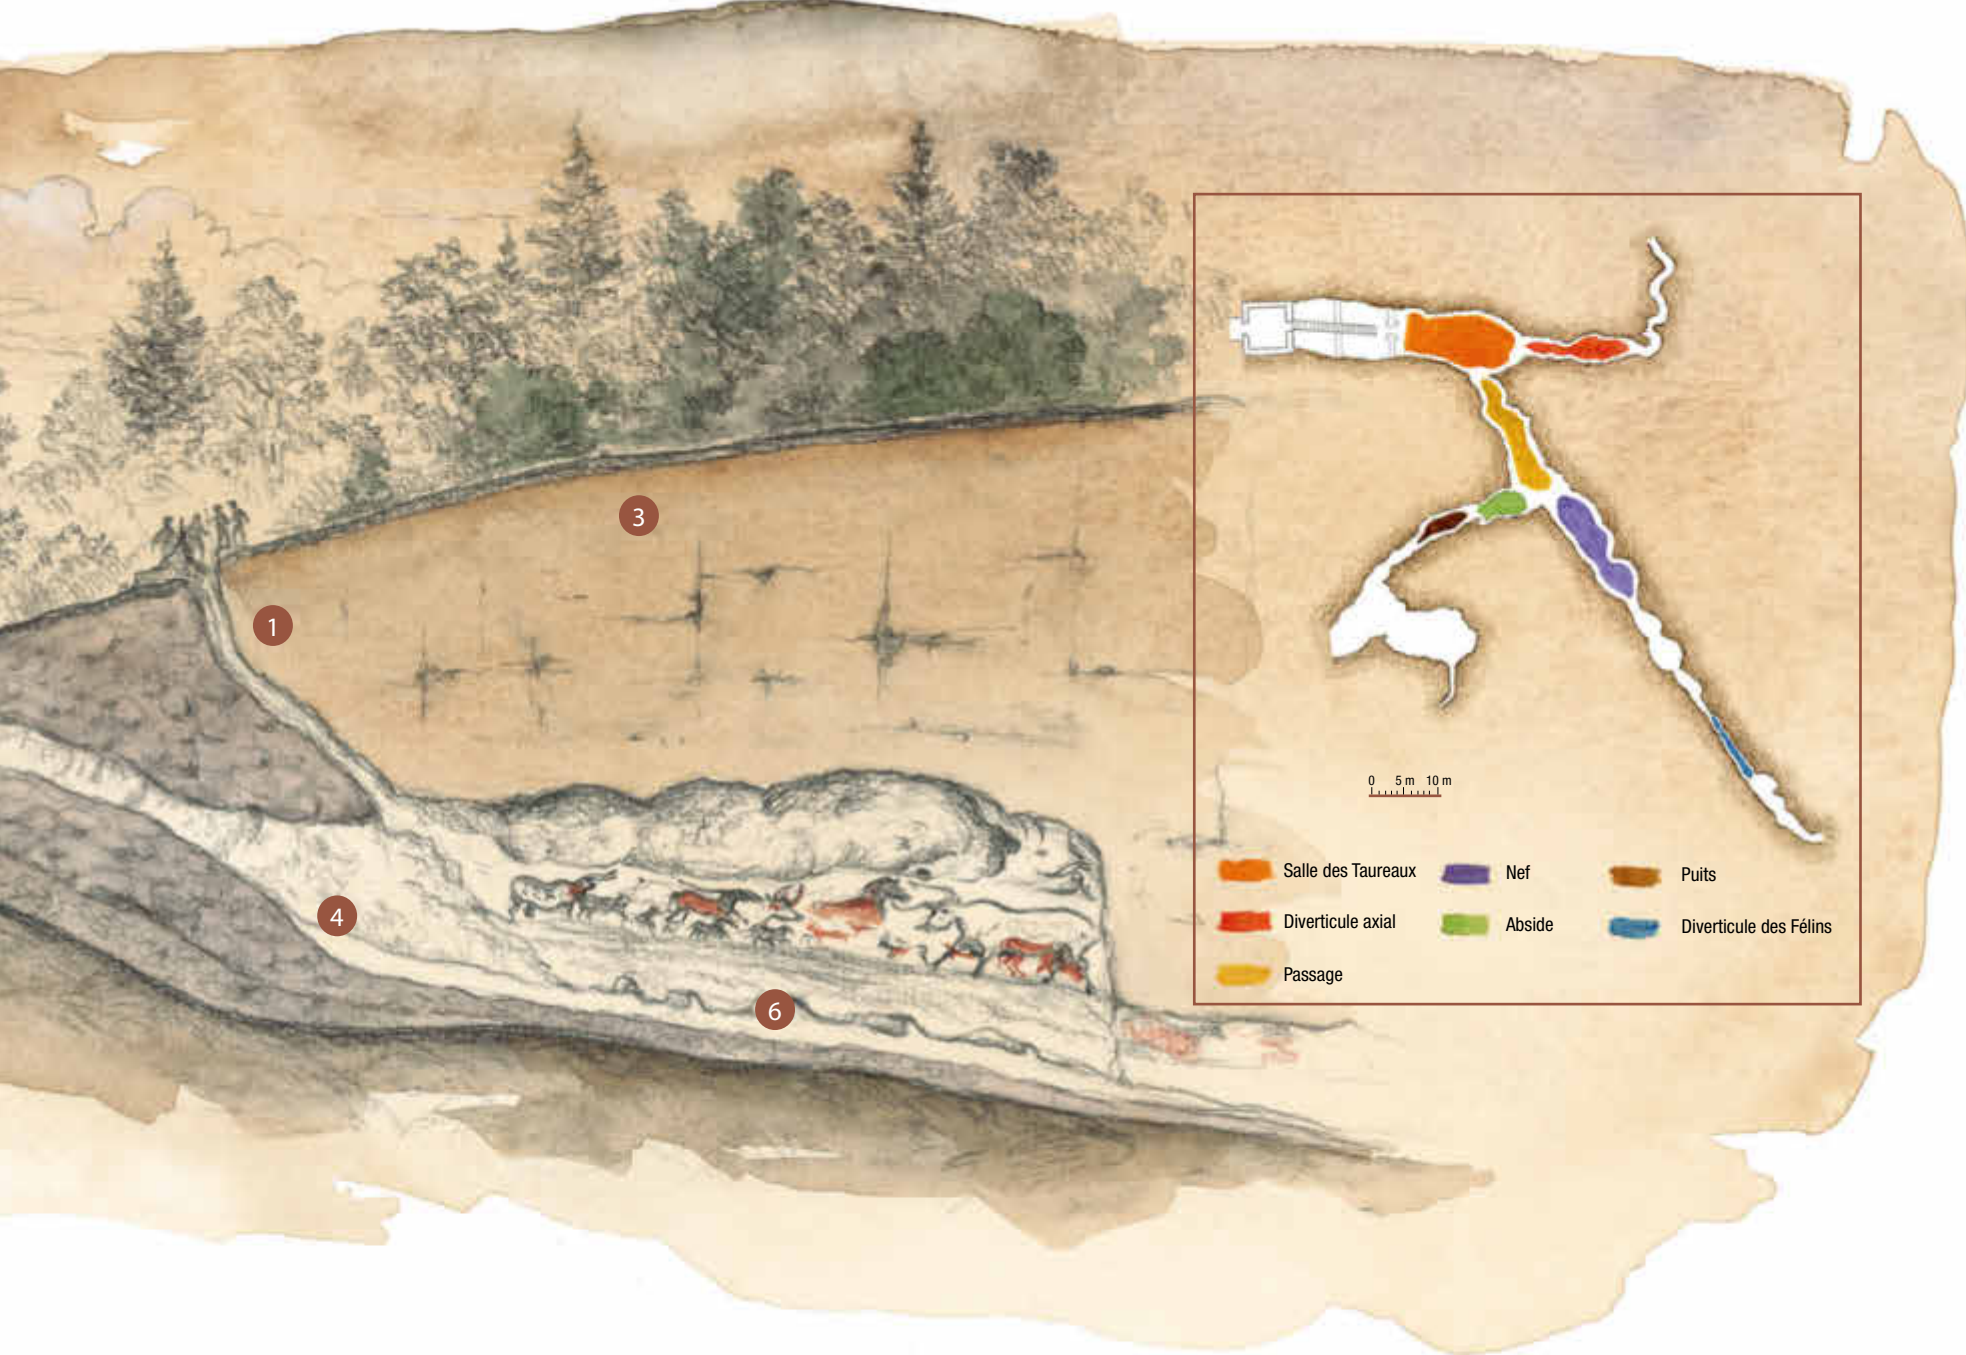 3
1
4
6
0 5 m 10 m
Salle des Taureaux
Diverticule axial
Passage
Nef
Abside
Puits
Diverticule des Félins